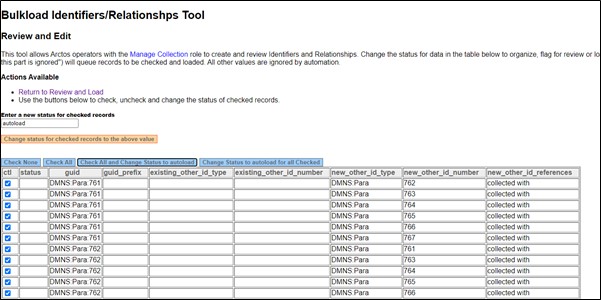 Bulkload Identifiers/Relationshps Tool
Review and Edit
This tool allows Arctos operators with the Manage Collection role to create and review Identifiers and Relationships. Change the status for data in the table below to organize, flag for review or lo
this part is ignored") will queue records to be checked and loaded. All other values are ignored by automation.
Actions Available
Return to Review and Load
Use the buttons below to check, uncheck and change the status of checked records.
Enter a new status for checked records
autoload
Change status for checked records to the above value
Check None Check All Check All and Change Status to autoload Change Status to autoload for all Checked
ctl status guid guid_prefix existing_other_id_type existing_other_id_number new_other_id_type new_other_id_number new_other_id_references
DMNS:Para:761 DMNS:Para 762 collected with
DMNS:Para:761 DMNS:Para 763 collected with
DMNS:Para:761 DMNS:Para 764 collected with
DMNS:Para:761 DMNS:Para 765 collected with
DMNS:Para:761 DMNS:Para 766 collected with
DMNS:Para:761 DMNS:Para 767 collected with
DMNS:Para:762 DMNS:Para 761 collected with
DMNS:Para:762 DMNS:Para 763 collected with
DMNS:Para:762 DMNS:Para 764 collected with
DMNS:Para:762 DMNS:Para 765 collected with
DMNS:Para:762 DMNS:Para 766 collected with